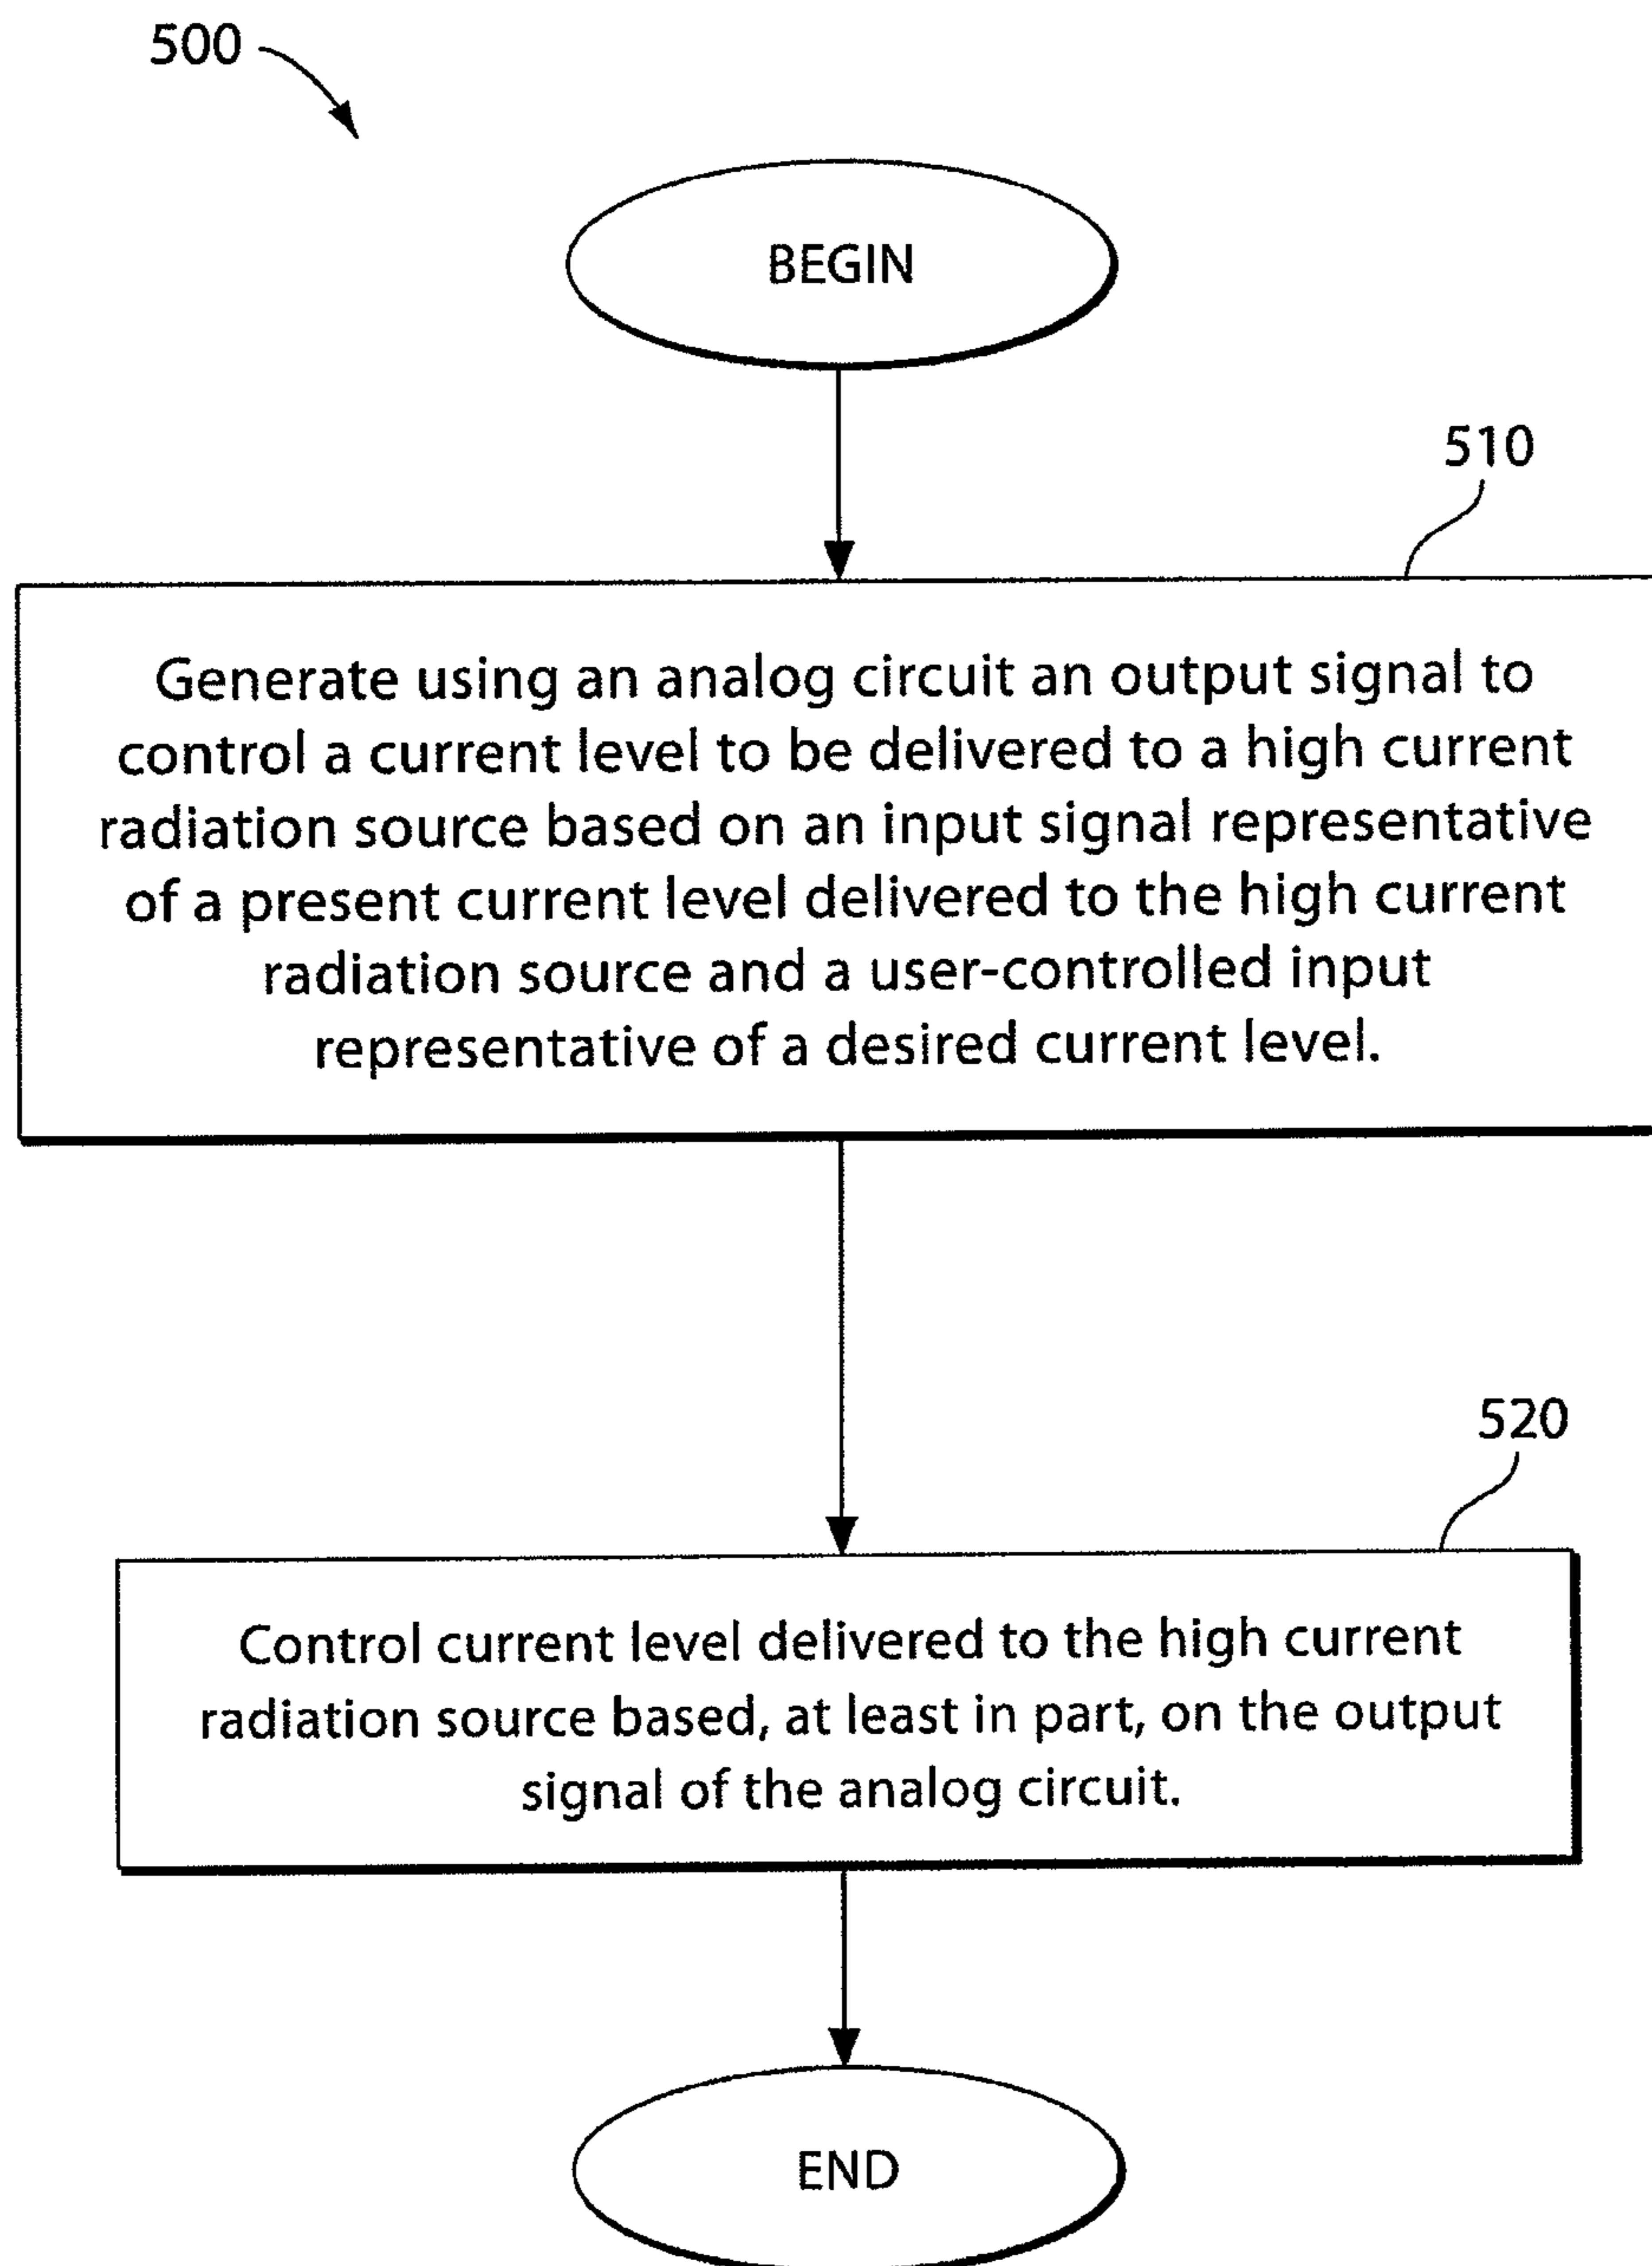 500
BEGIN
510
Generate using an analog circuit an output signal to
control a current level to be delivered to a high current
radiation source based on an input signal representative
of a present current level delivered to the high current
radiation source and a user-controlled input
representative of a desired current level.
520
Control current level delivered to the high current
radiation source based, at least in part, on the output
signal of the analog circuit.
END